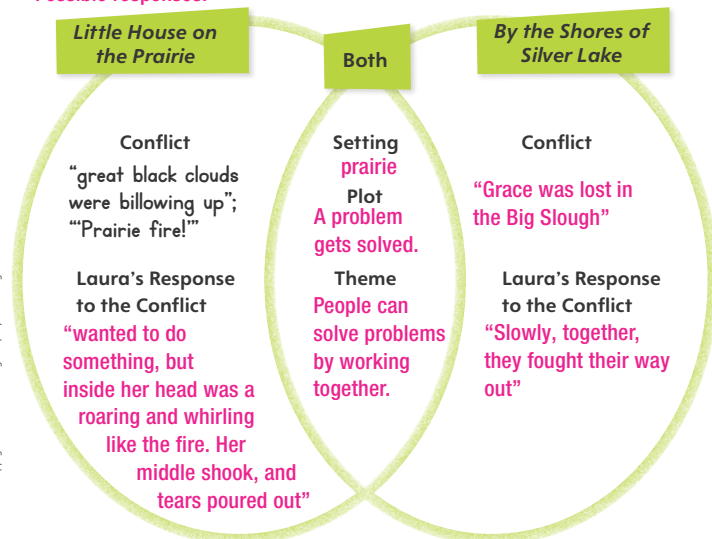 Possible responses:
Little House on
the Prairie
Both
By the Shores of
Silver Lake
Conflict
“great black clouds
were billowing up”;
“‘Prairie fire!’”
Laura’s Response
to the Conflict
“wanted to do
something, but
inside her head was a
roaring and whirling
like the fire. Her
middle shook, and
tears poured out”
Setting
prairie
Plot
A problem
gets solved.
Theme
People can
solve problems
by working
together.
Conflict
“Grace was lost in
the Big Slough”
Laura’s Response
to the Conflict
“Slowly, together,
they fought their way
out”